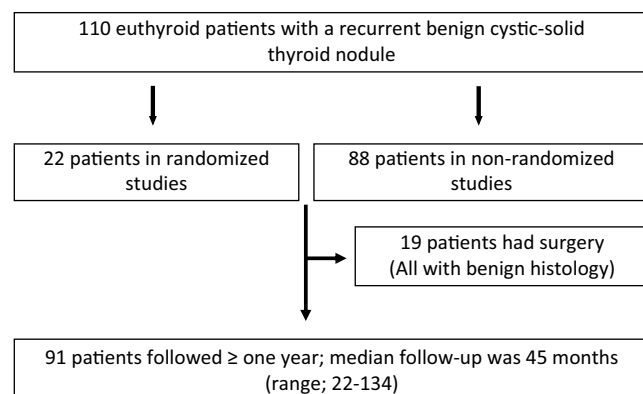 110 euthyroid patients with a recurrent benign cystic-solid
thyroid nodule
22 patients in randomized
studies
88 patients in non-randomized
studies
19 patients had surgery
(All with benign histology)
91 patients followed ≥ one year; median follow-up was 45 months
(range; 22-134)